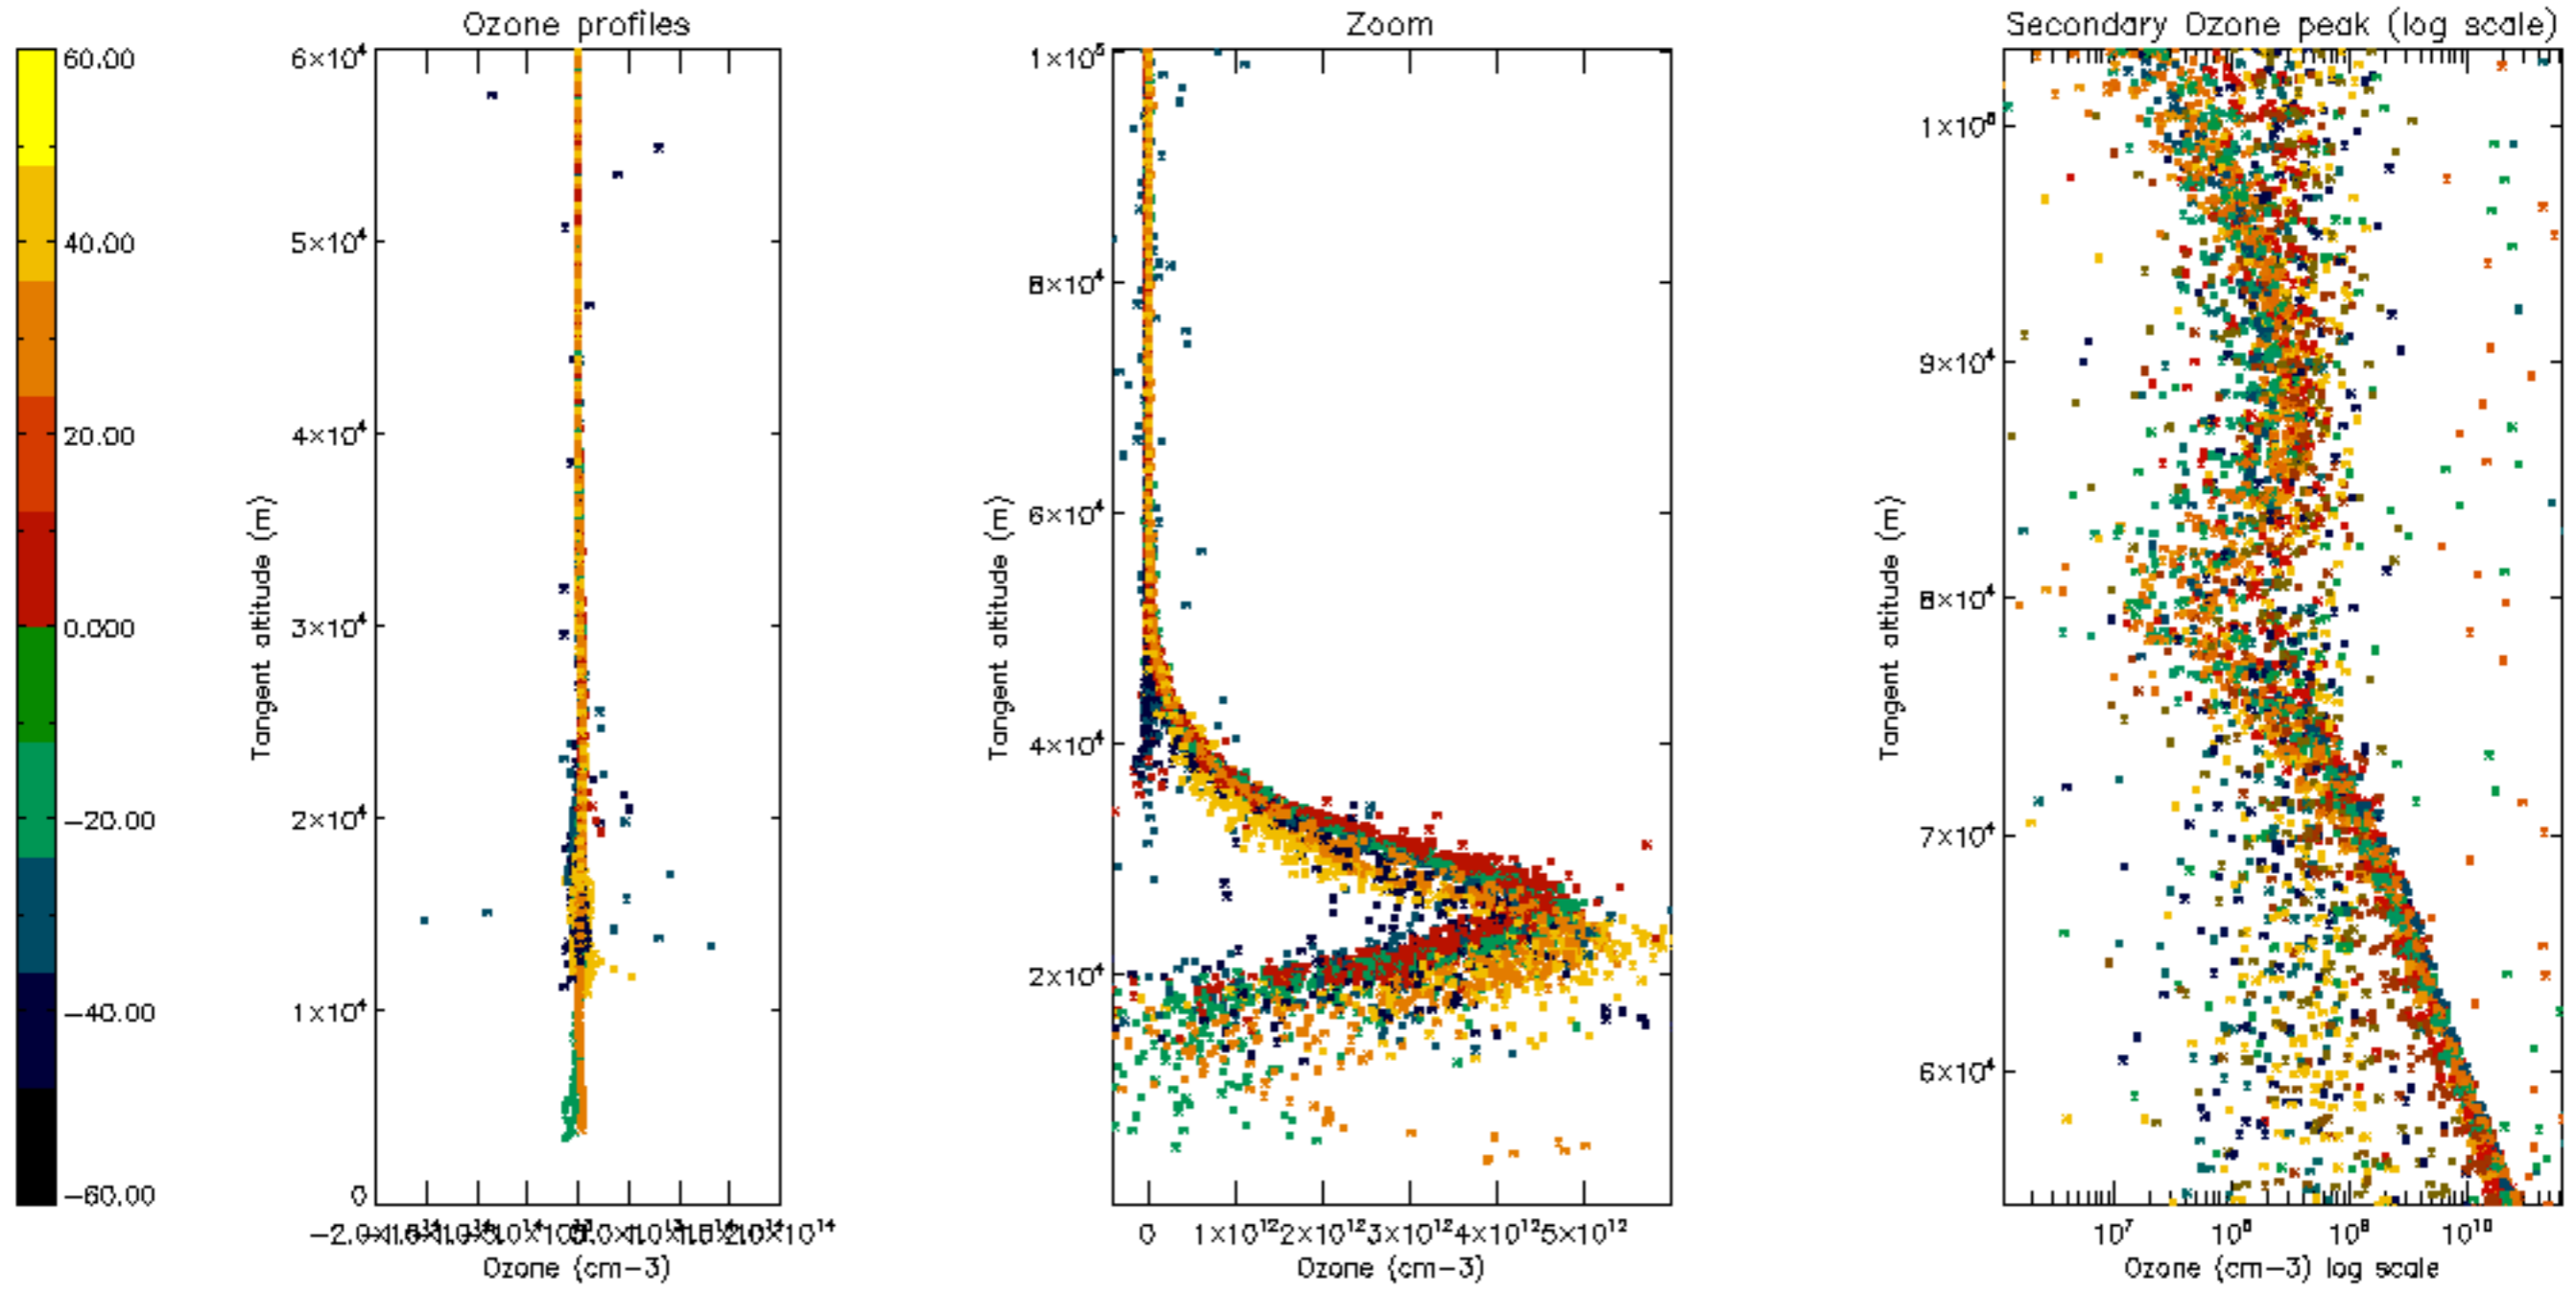 Ozone profiles
Zoom
Secondary Ozone peak (log scale)
60.00
40.00
20.00
0.000
−20.00
−40.00
−60.00
Tangent altitude (m)
6×10⁴
5×10⁴
4×10⁴
3×10⁴
2×10⁴
1×10⁴
0
Ozone (cm−3)
Tangent altitude (m)
1×10⁵
8×10⁴
6×10⁴
4×10⁴
2×10⁴
0 1×10¹² 2×10¹² 3×10¹² 4×10¹² 5×10¹²
Ozone (cm−3)
Tangent altitude (m)
1×10⁵
9×10⁴
8×10⁴
7×10⁴
6×10⁴
10⁷ 10⁸ 10⁹ 10¹⁰
Ozone (cm−3) log scale